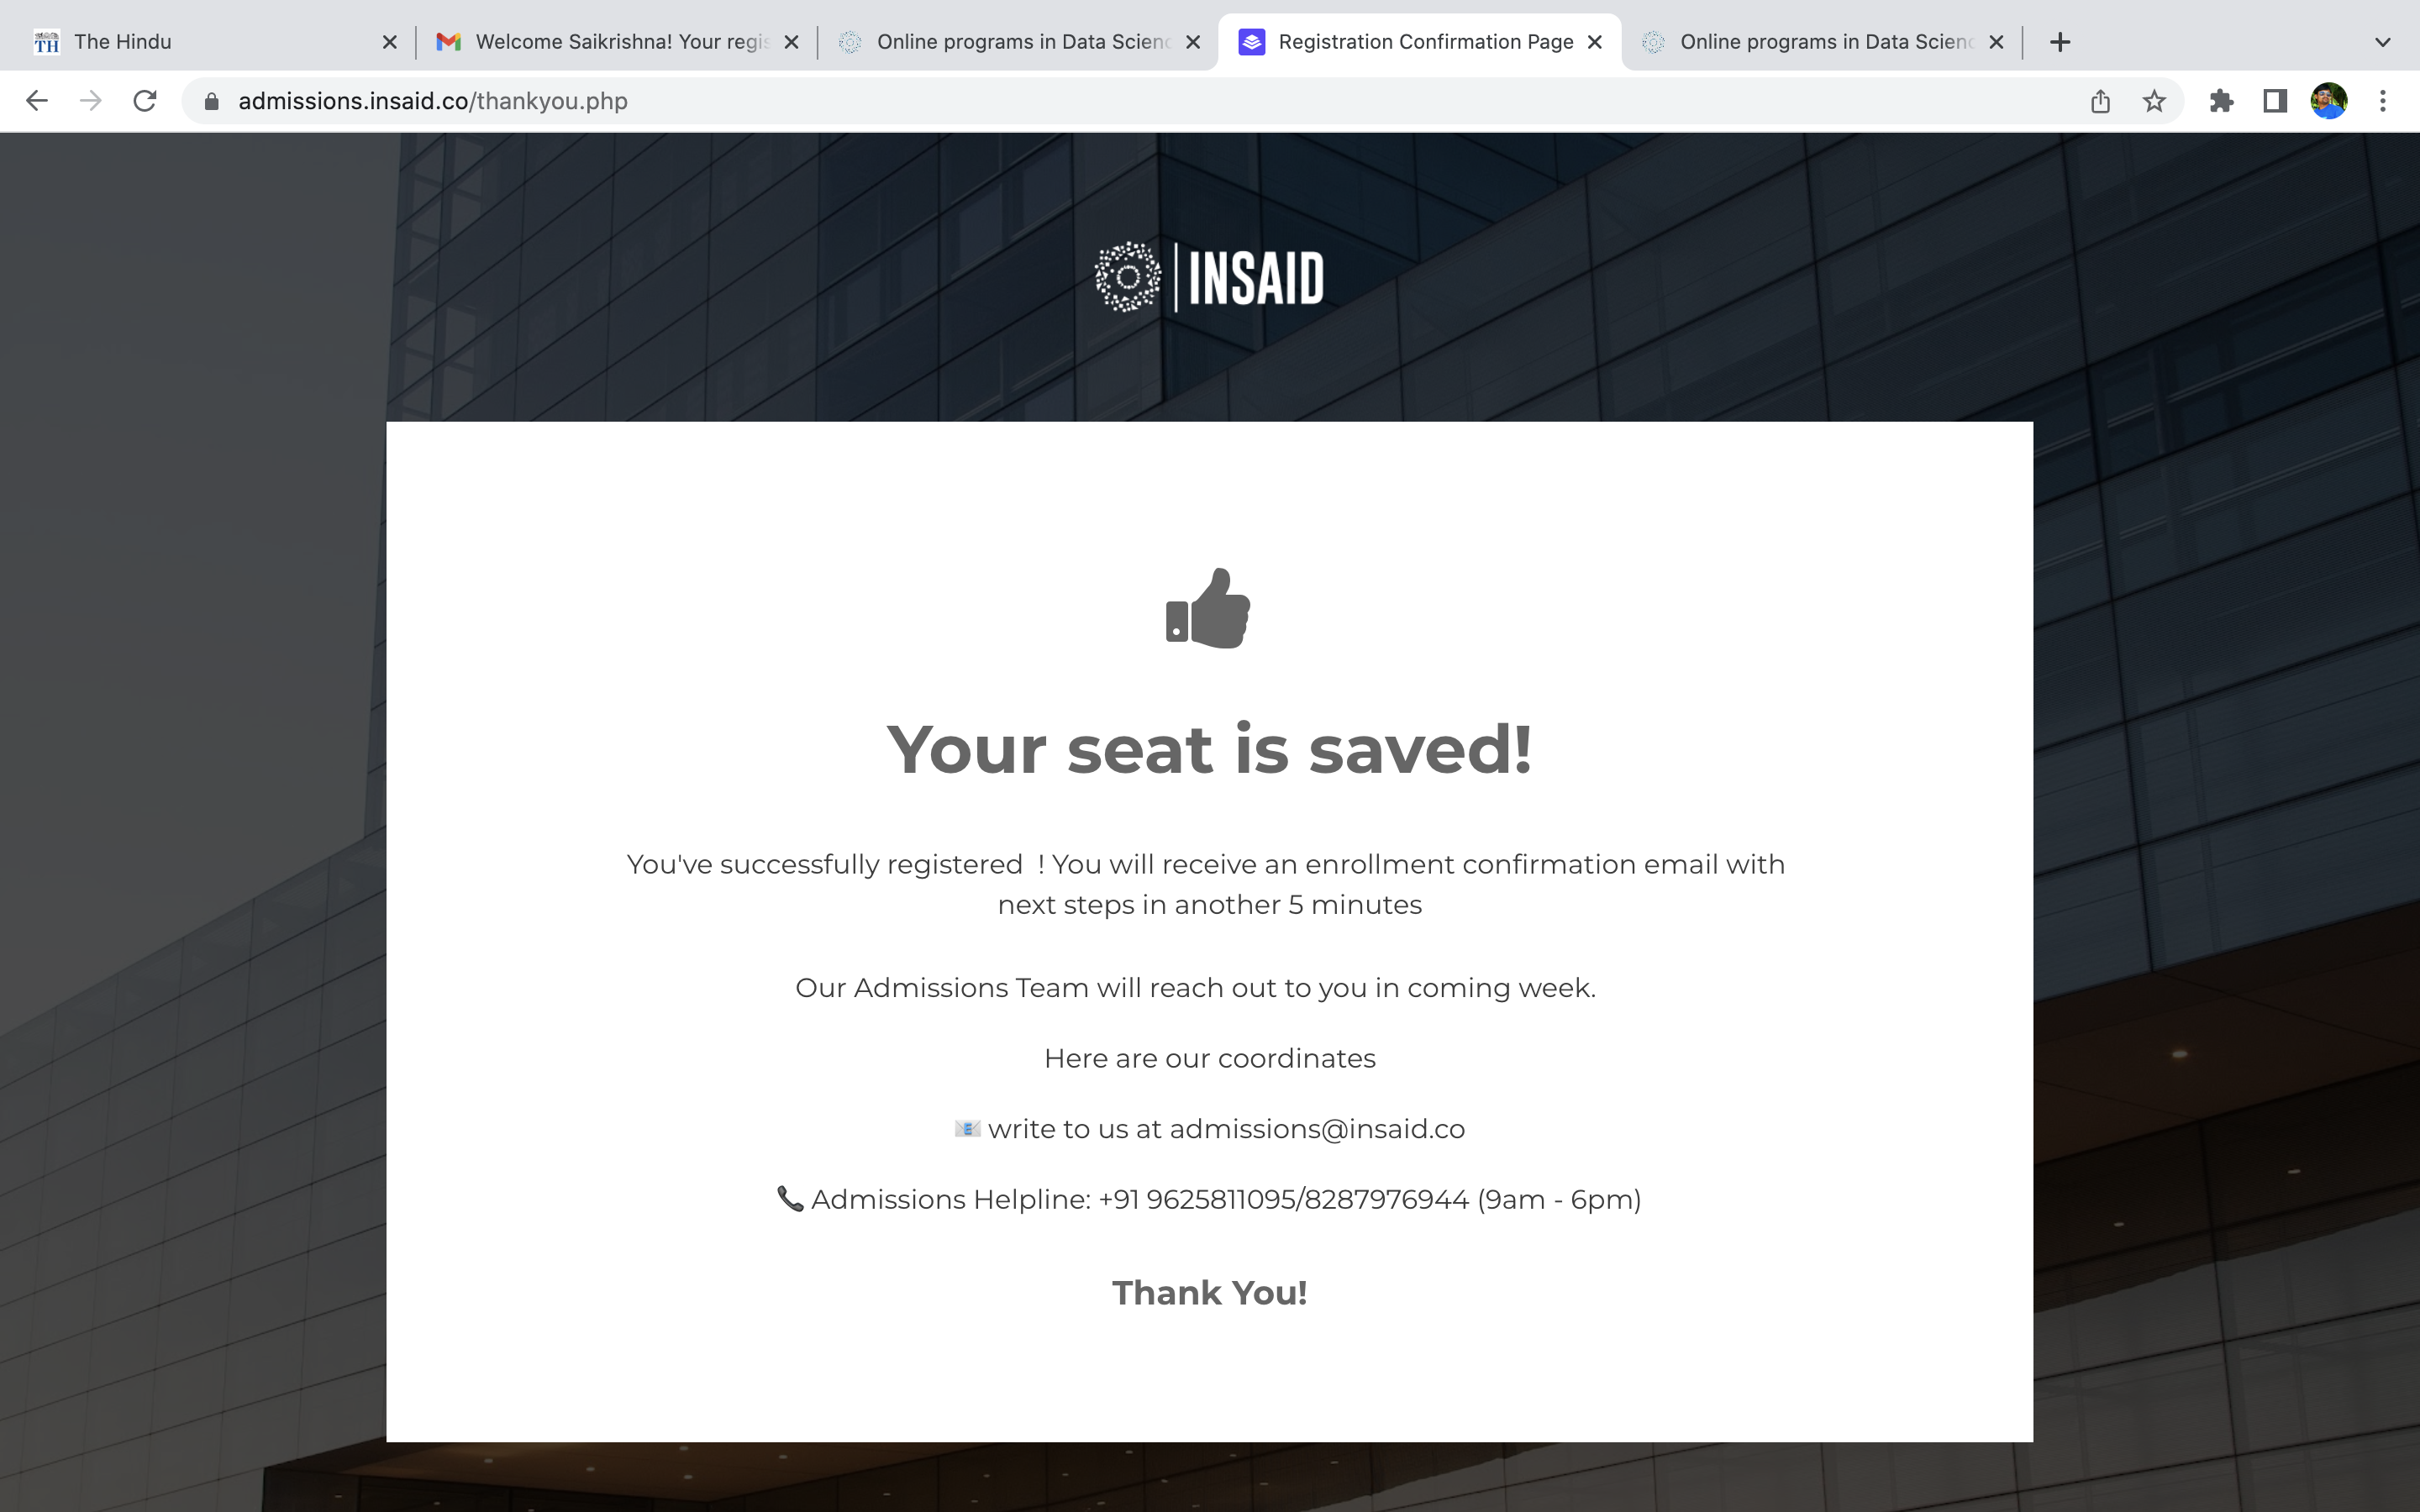 The Hindu
Welcome Saikrishna! Your regis
Online programs in Data Scienc
Registration Confirmation Page
Online programs in Data Scienc
admissions.insaid.co/thankyou.php
INSAID
Your seat is saved!
You've successfully registered  ! You will receive an enrollment confirmation email with
next steps in another 5 minutes
Our Admissions Team will reach out to you in coming week.
Here are our coordinates
📧 write to us at admissions@insaid.co
📞 Admissions Helpline: +91 9625811095/8287976944 (9am - 6pm)
Thank You!